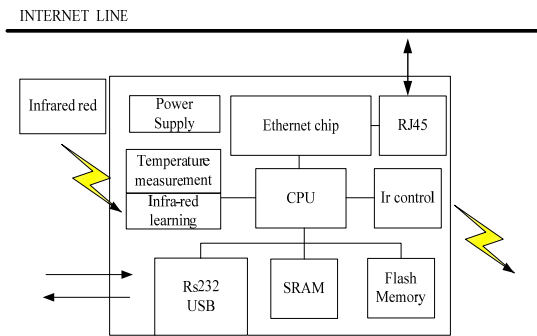 INTERNET LINE
Infrared red
Power
Supply
Ethernet chip
RJ45
Temperature
measurement
Infra-red
learning
CPU
Ir control
Rs232
USB
SRAM
Flash
Memory